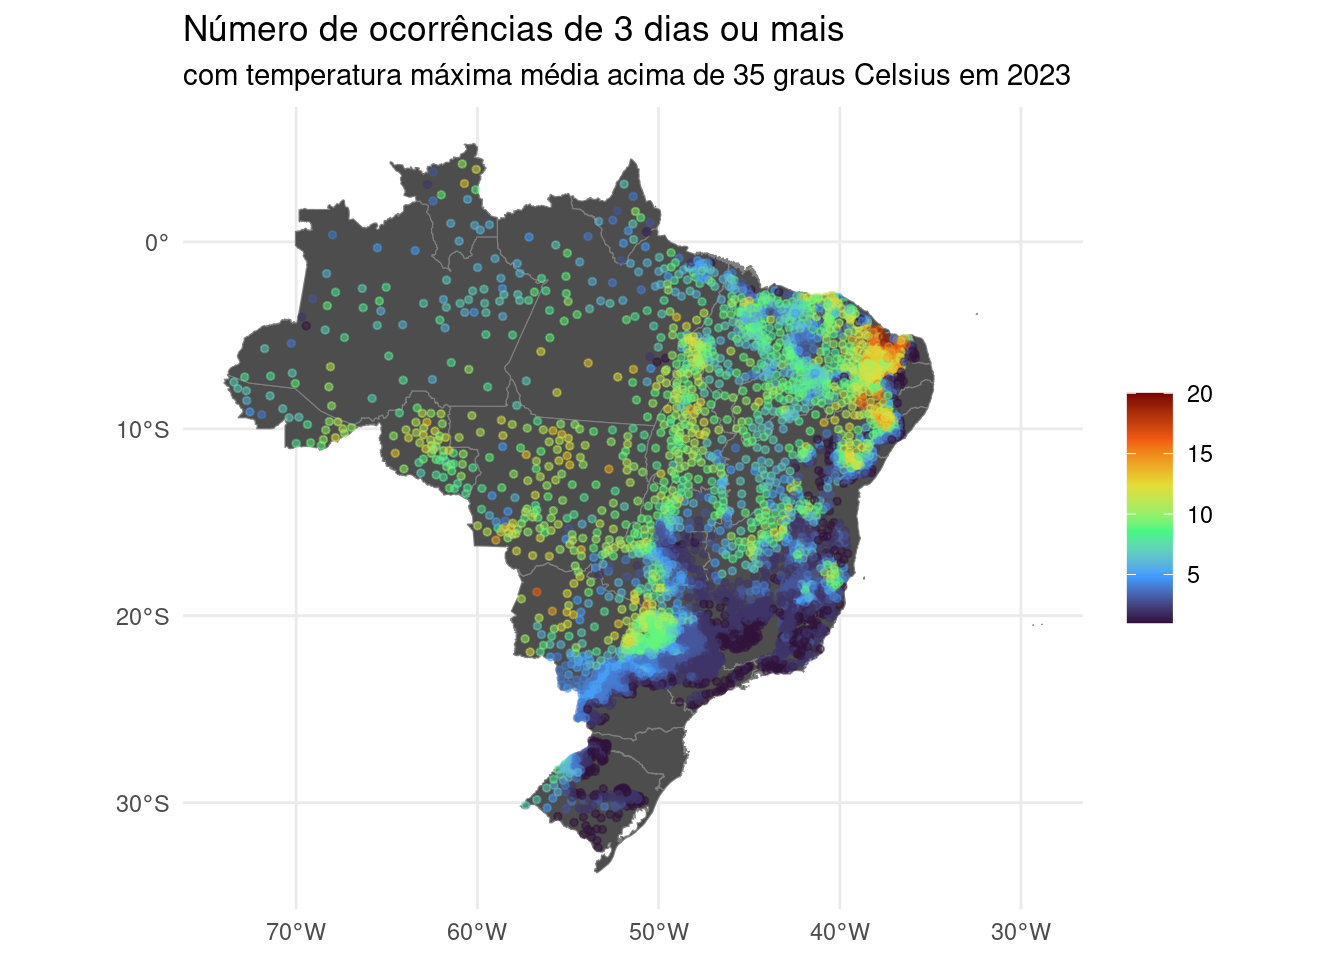 Número de ocorrências de 3 dias ou mais
com temperatura máxima média acima de 35 graus Celsius em 2023
0°
10°S
20°S
30°S
70°W
60°W
50°W
40°W
30°W
20
15
10
5